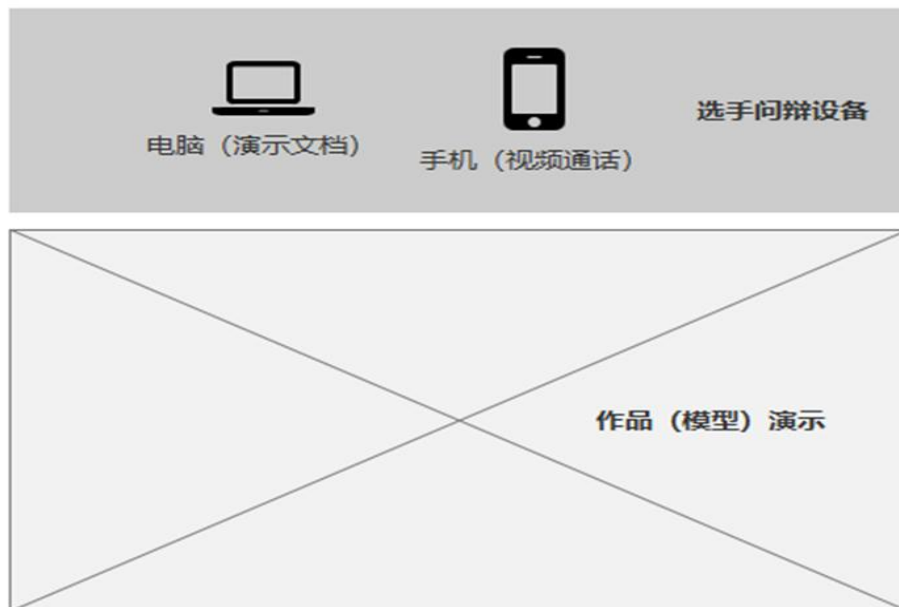 电脑（演示文档）
手机（视频通话）
选手问辩设备
作品（模型）演示